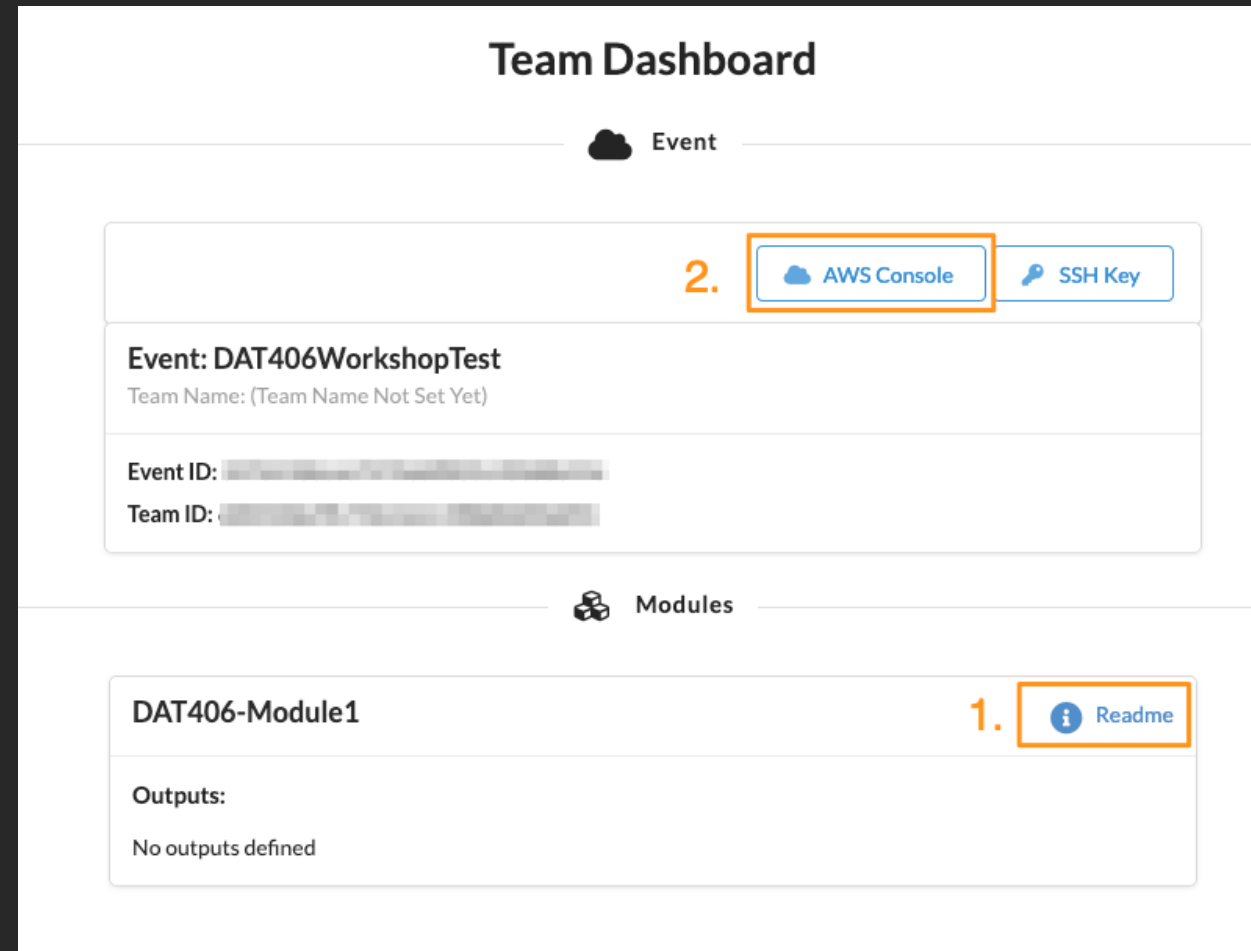 Team Dashboard
Event
2. AWS Console SSH Key
Event: DAT406WorkshopTest
Team Name: (Team Name Not Set Yet)
Event ID:
Team ID:
Modules
DAT406-Module1 1. Readme
Outputs:
No outputs defined